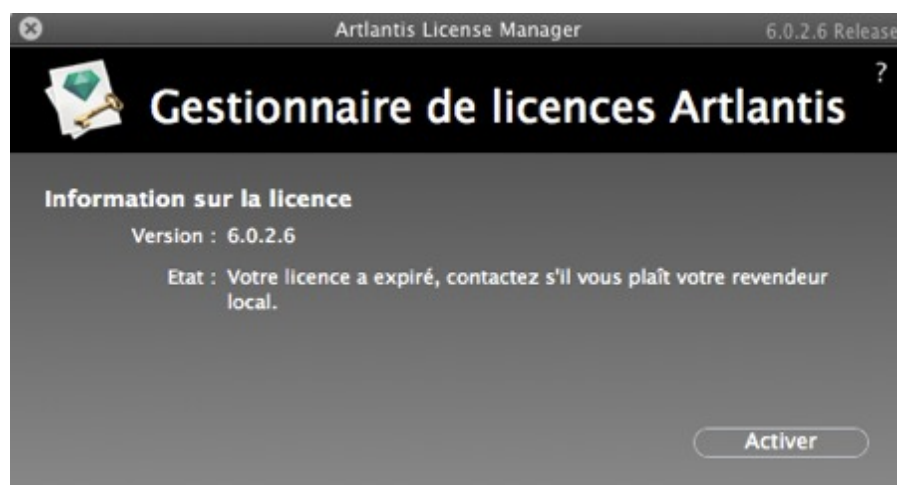 Artlantis License Manager
6.0.2.6 Release
?
Gestionnaire de licences Artlantis
Information sur la licence
Version : 6.0.2.6
Etat : Votre licence a expiré, contactez s'il vous plaît votre revendeur
local.
Activer